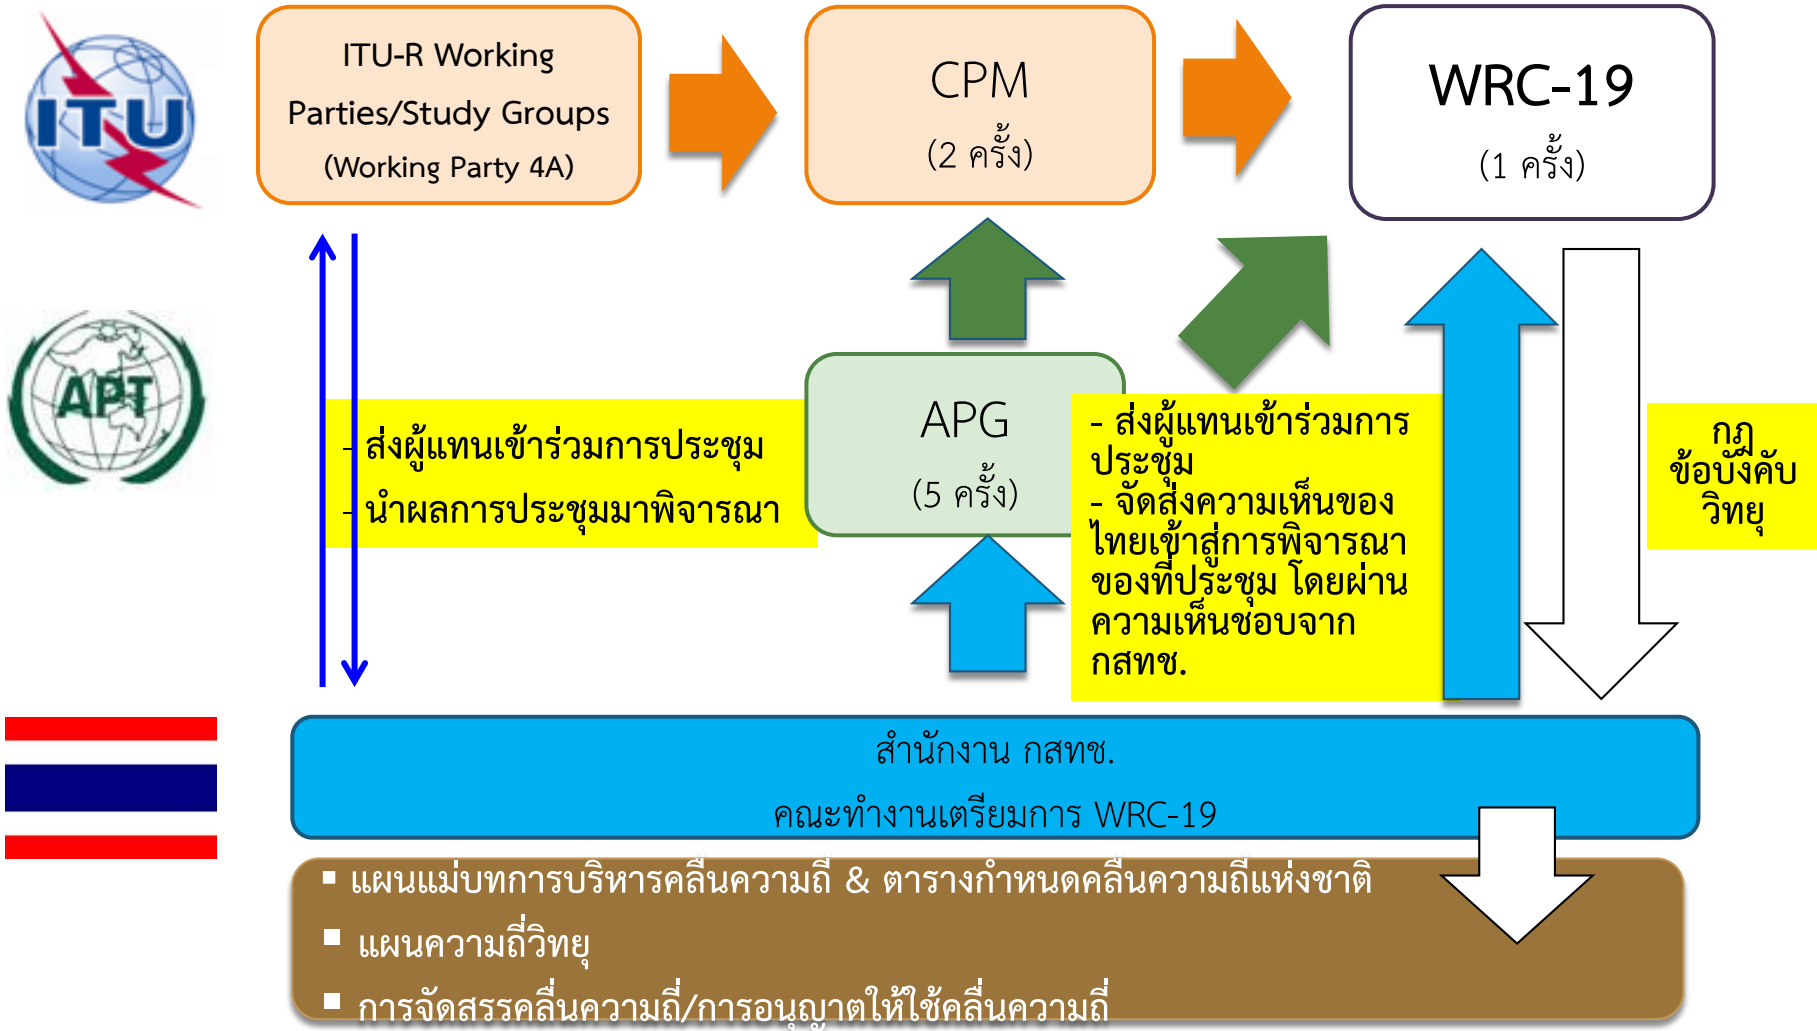 ITU
ITU-R Working
Parties/Study Groups
(Working Party 4A)
CPM
(2 ครั้ง)
WRC-19
(1 ครั้ง)
APT
- ส่งผู้แทนเข้าร่วมการประชุม
- นำผลการประชุมมาพิจารณา
APG
(5 ครั้ง)
- ส่งผู้แทนเข้าร่วมการ
ประชุม
- จัดส่งความเห็นของ
ไทยเข้าสู่การพิจารณา
ของที่ประชุม โดยผ่าน
ความเห็นชอบจาก
กสทช.
กฎ
ข้อบังคับ
วิทยุ
สำนักงาน กสทช.
คณะทำงานเตรียมการ WRC-19
▪ แผนแม่บทการบริหารคลื่นความถี่ & ตารางกำหนดคลื่นความถี่แห่งชาติ
▪ แผนความถี่วิทยุ
▪ การจัดสรรคลื่นความถี่/การอนุญาตให้ใช้คลื่นความถี่